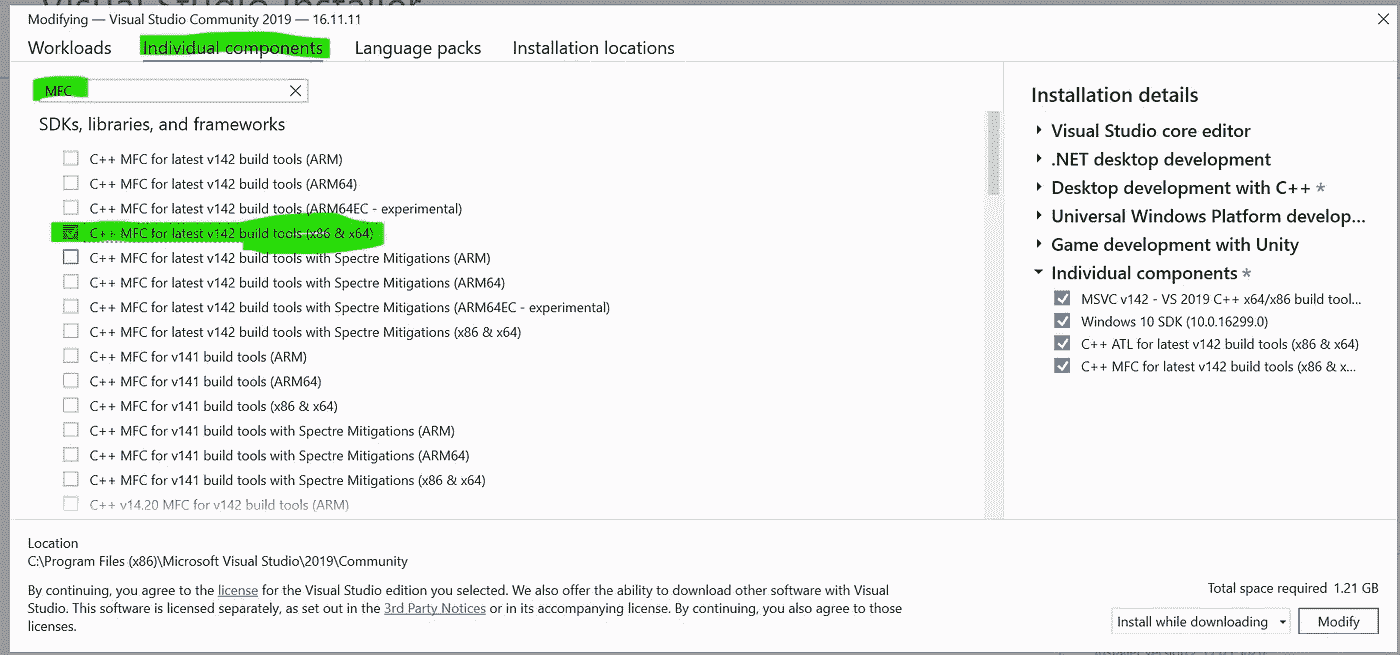 Modifying — Visual Studio Community 2019 — 16.11.11
Workloads
Individual components
Language packs
Installation locations
MFC
SDKs, libraries, and frameworks
C++ MFC for latest v142 build tools (ARM)
C++ MFC for latest v142 build tools (ARM64)
C++ MFC for latest v142 build tools (ARM64EC - experimental)
C++ MFC for latest v142 build tools (x86 & x64)
C++ MFC for latest v142 build tools with Spectre Mitigations (ARM)
C++ MFC for latest v142 build tools with Spectre Mitigations (ARM64)
C++ MFC for latest v142 build tools with Spectre Mitigations (ARM64EC - experimental)
C++ MFC for latest v142 build tools with Spectre Mitigations (x86 & x64)
C++ MFC for v141 build tools (ARM)
C++ MFC for v141 build tools (ARM64)
C++ MFC for v141 build tools (x86 & x64)
C++ MFC for v141 build tools with Spectre Mitigations (ARM)
C++ MFC for v141 build tools with Spectre Mitigations (ARM64)
C++ MFC for v141 build tools with Spectre Mitigations (x86 & x64)
C++ v14.20 MFC for v142 build tools (ARM)
Installation details
Visual Studio core editor
.NET desktop development
Desktop development with C++ *
Universal Windows Platform develop...
Game development with Unity
Individual components *
MSVC v142 - VS 2019 C++ x64/x86 build tool...
Windows 10 SDK (10.0.16299.0)
C++ ATL for latest v142 build tools (x86 & x64)
C++ MFC for latest v142 build tools (x86 & x...
Location
C:\Program Files (x86)\Microsoft Visual Studio\2019\Community
By continuing, you agree to the license for the Visual Studio edition you selected. We also offer the ability to download other software with Visual
Studio. This software is licensed separately, as set out in the 3rd Party Notices or in its accompanying license. By continuing, you also agree to those
licenses.
Total space required 1.21 GB
Install while downloading
Modify